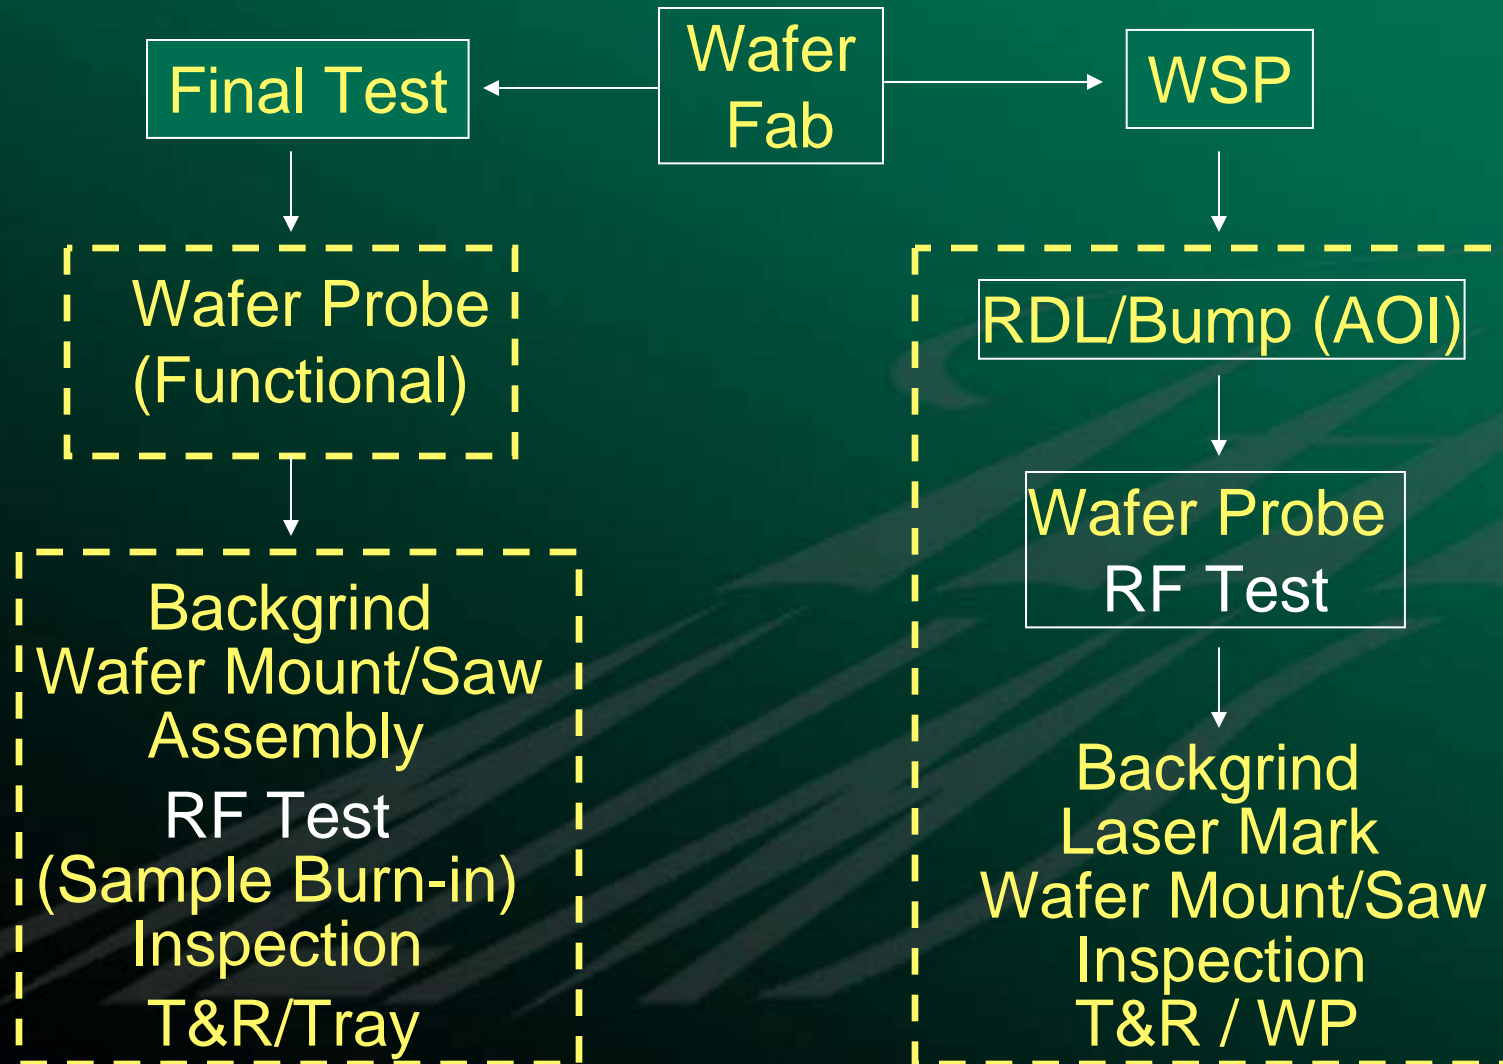 Wafer
Fab
Final Test
Wafer Probe
(Functional)
Backgrind
Wafer Mount/Saw
Assembly
RF Test
(Sample Burn-in)
Inspection
T&R/Tray
WSP
RDL/Bump (AOI)
Wafer Probe
RF Test
Backgrind
Laser Mark
Wafer Mount/Saw
Inspection
T&R / WP